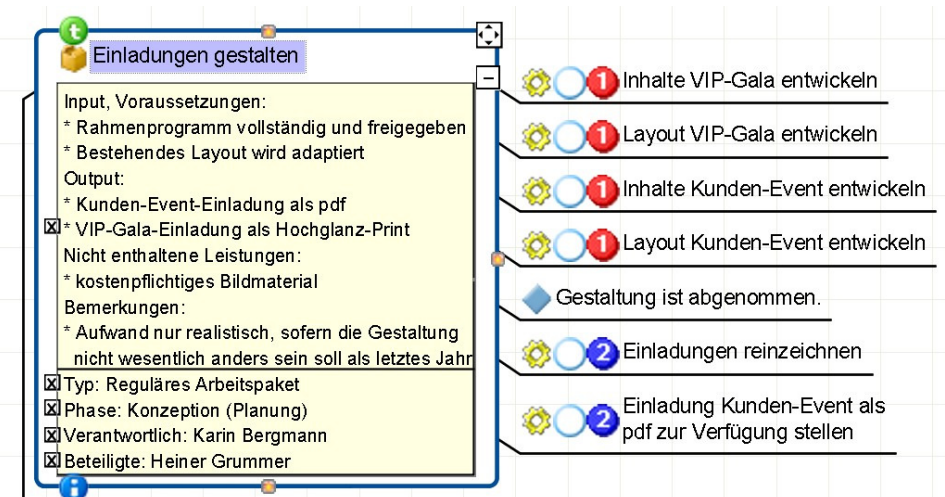 Einladungen gestalten
Input, Voraussetzungen:
* Rahmenprogramm vollständig und freigegeben
* Bestehendes Layout wird adaptiert
Output:
* Kunden-Event-Einladung als pdf
* VIP-Gala-Einladung als Hochglanz-Print
Nicht enthaltene Leistungen:
* kostenpflichtiges Bildmaterial
Bemerkungen:
* Aufwand nur realistisch, sofern die Gestaltung
nicht wesentlich anders sein soll als letztes Jahr
Typ: Reguläres Arbeitspaket
Phase: Konzeption (Planung)
Verantwortlich: Karin Bergmann
Beteiligte: Heiner Grummer
1 Inhalte VIP-Gala entwickeln
1 Layout VIP-Gala entwickeln
1 Inhalte Kunden-Event entwickeln
1 Layout Kunden-Event entwickeln
Gestaltung ist abgenommen.
2 Einladungen reinzeichnen
2 Einladung Kunden-Event als
pdf zur Verfügung stellen